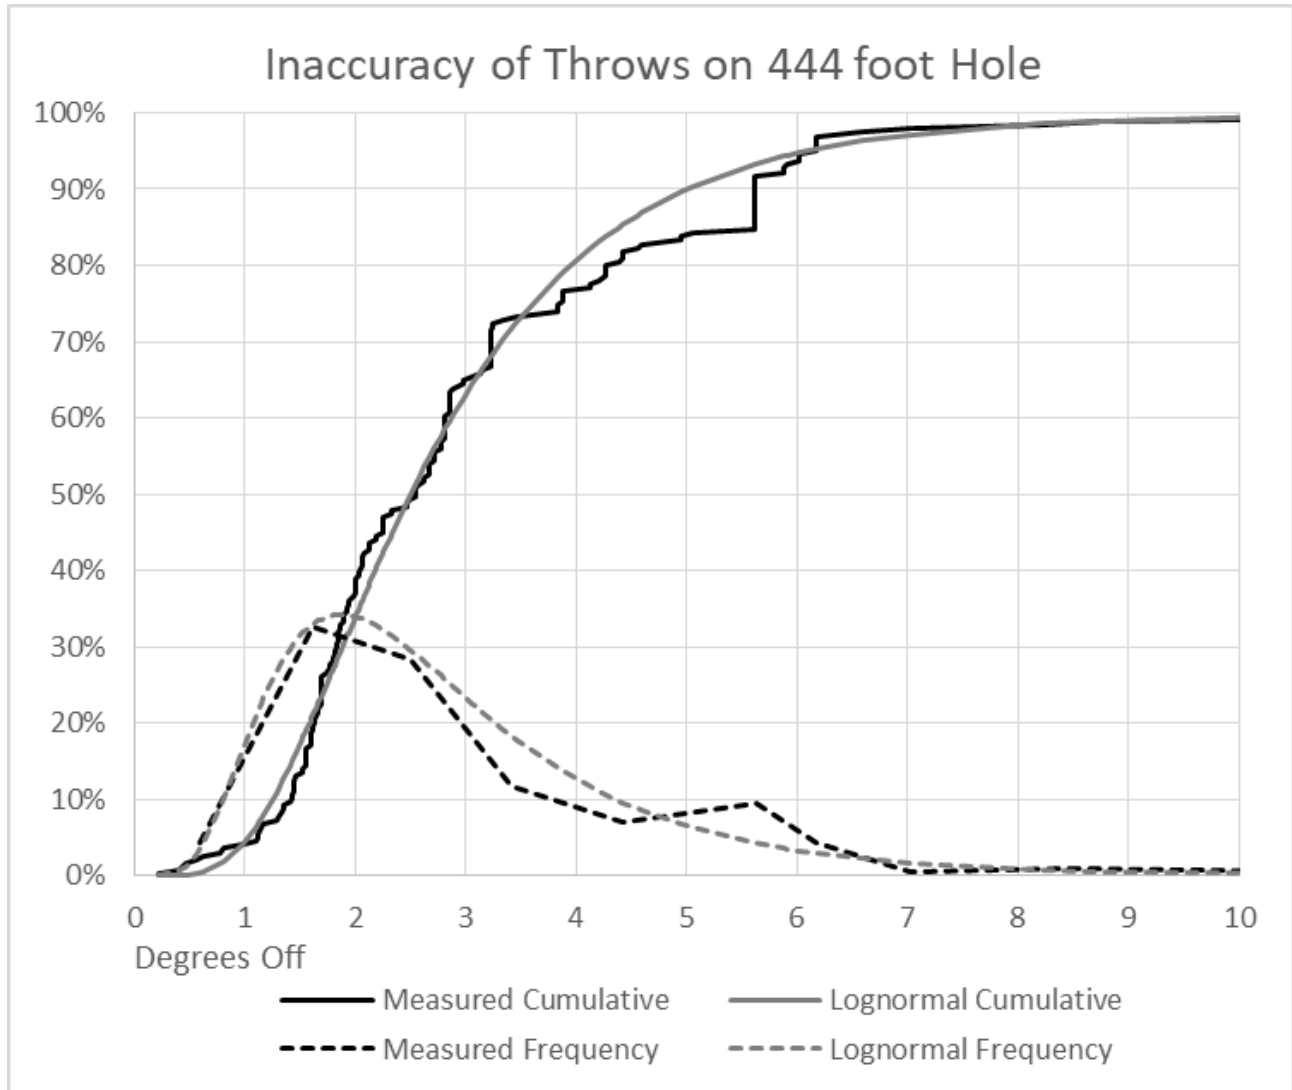 Inaccuracy of Throws on 444 foot Hole
100%
90%
80%
70%
60%
50%
40%
30%
20%
10%
0%
0 1 2 3 4 5 6 7 8 9 10
Degrees Off
Measured Cumulative Lognormal Cumulative
Measured Frequency Lognormal Frequency